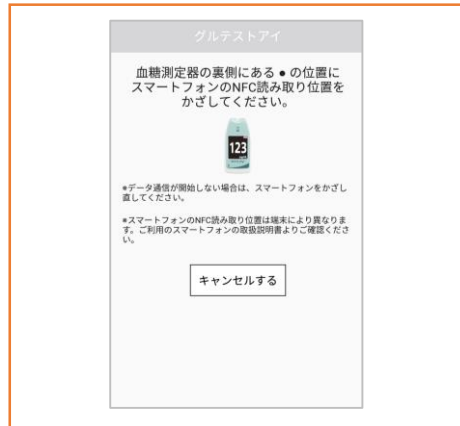 グルテストアイ
血糖測定器の裏側にある ● の位置に
スマートフォンのNFC読み取り位置を
かざしてください。
123
※データ通信が開始しない場合は、スマートフォンをかざし
直してください。
※スマートフォンのNFC読み取り位置は端末により異なりま
す。ご利用のスマートフォンの取扱説明書よりご確認くださ
い。
キャンセルする